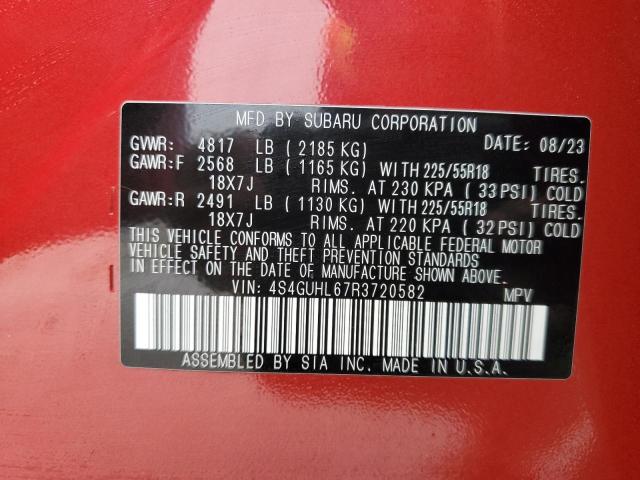 MFD BY SUBARU CORPORATION
GVWR: 4817 LB ( 2185 KG) DATE: 08/23
GAWR:F 2568 LB ( 1165 KG) WITH 225/55R18 TIRES.
18X7J RIMS. AT 230 KPA ( 33 PSI) COLD
GAWR:R 2491 LB ( 1130 KG) WITH 225/55R18 TIRES.
18X7J RIMS. AT 220 KPA ( 32 PSI) COLD
THIS VEHICLE CONFORMS TO ALL APPLICABLE FEDERAL MOTOR
VEHICLE SAFETY AND THEFT PREVENTION STANDARDS
IN EFFECT ON THE DATE OF MANUFACTURE SHOWN ABOVE.
VIN: 4S4GUHL67R3720582 MPV
ASSEMBLED BY SIA INC. MADE IN U.S.A.